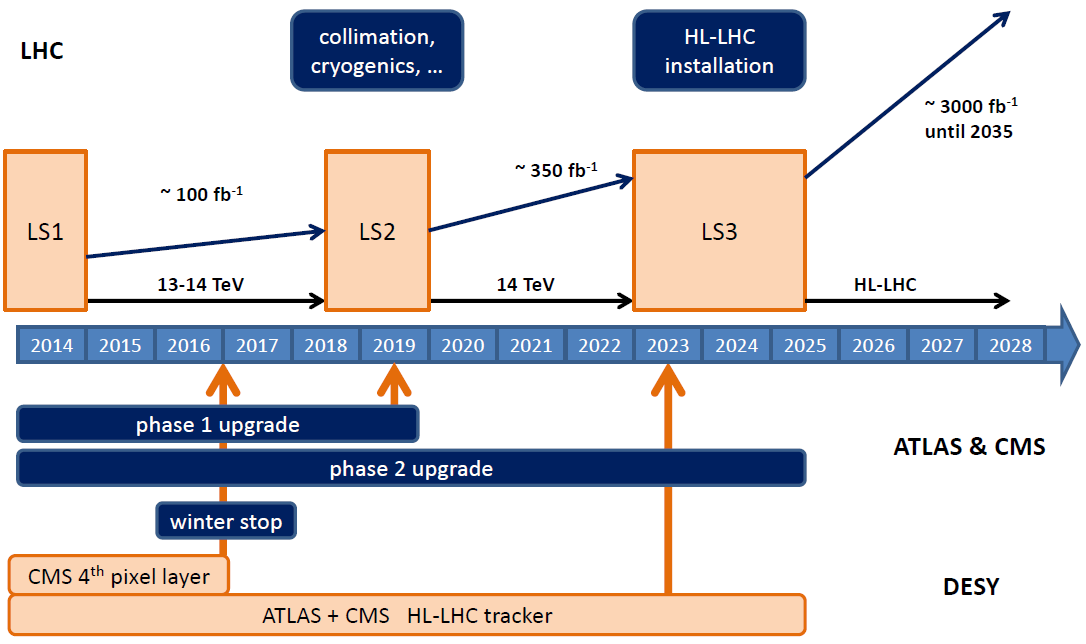 LHC
collimation,
cryogenics, ...
HL-LHC
installation
~ 3000 fb⁻¹
until 2035
~ 100 fb⁻¹
~ 350 fb⁻¹
LS1
LS2
LS3
13-14 TeV
14 TeV
HL-LHC
2014 2015 2016 2017 2018 2019 2020 2021 2022 2023 2024 2025 2026 2027 2028
phase 1 upgrade
ATLAS & CMS
phase 2 upgrade
winter stop
CMS 4ᵗʰ pixel layer
DESY
ATLAS + CMS HL-LHC tracker